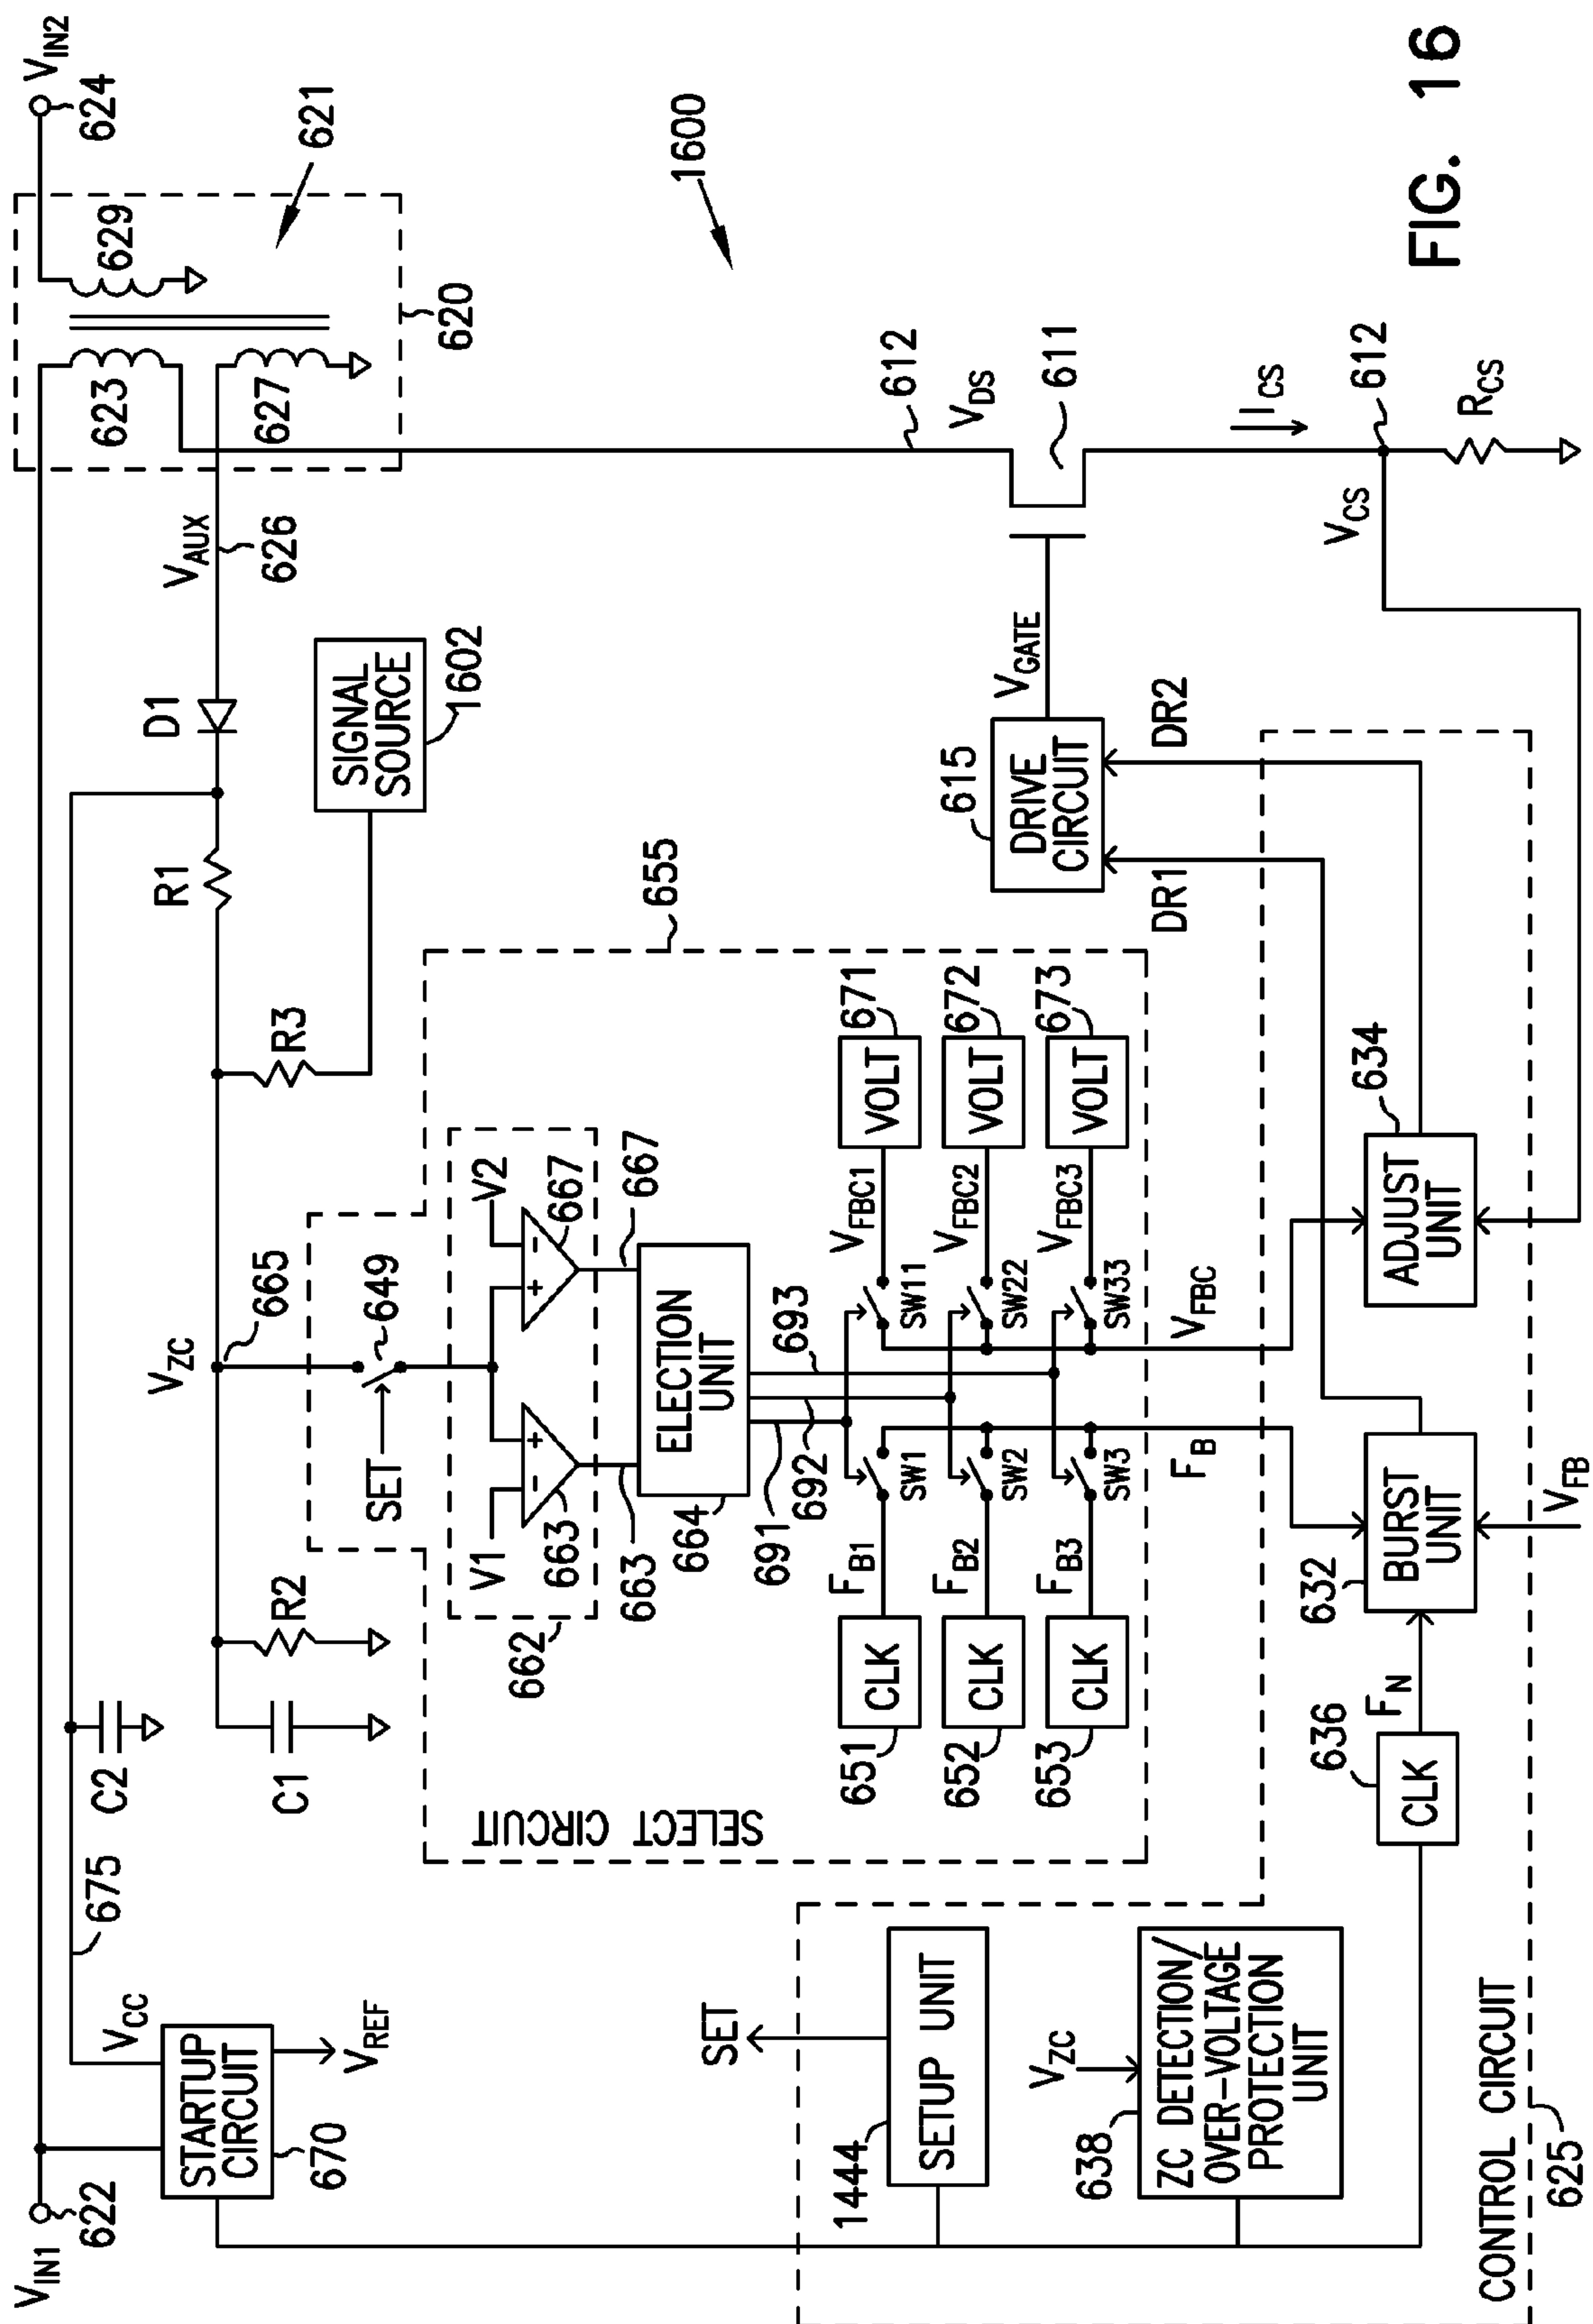 V_IN1
622
V_IN2
624
621
629
623
627
620
1600
STARTUP
CIRCUIT
670
V_CC
V_REF
675
C2
C1
R2
R3
R1
D1
V_AUX
626
V_ZC
665
SIGNAL
SOURCE
1602
SET
649
655
V1
V2
663
667
662
663
667
ELECTION
UNIT
664
691
692
693
SELECT CIRCUIT
651
CLK
F_B1
SW1
SW11
V_FBC1
VOLT
671
652
CLK
F_B2
SW2
SW22
V_FBC2
VOLT
672
653
CLK
F_B3
SW3
SW33
V_FBC3
VOLT
673
F_B
V_FBC
612
V_DS
611
V_GATE
615
DRIVE
CIRCUIT
DR1
DR2
I_CS
612
V_CS
R_CS
SET
SETUP UNIT
1444
V_ZC
638
ZC DETECTION/
OVER-VOLTAGE
PROTECTION
UNIT
636
CLK
F_N
632
BURST
UNIT
V_FB
634
ADJUST
UNIT
CONTROL CIRCUIT
625
FIG. 16